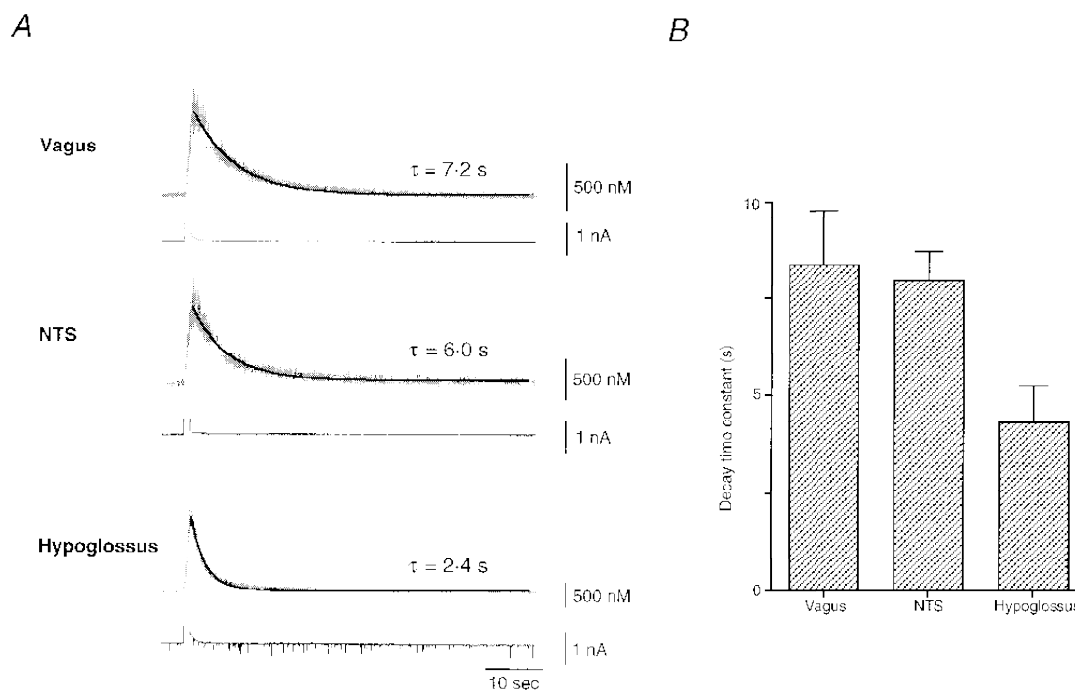 A
Vagus
τ = 7·2 s
500 nM
1 nA
NTS
τ = 6·0 s
500 nM
1 nA
Hypoglossus
τ = 2·4 s
500 nM
1 nA
10 sec
B
Decay time constant (s)
10
5
0
Vagus
NTS
Hypoglossus